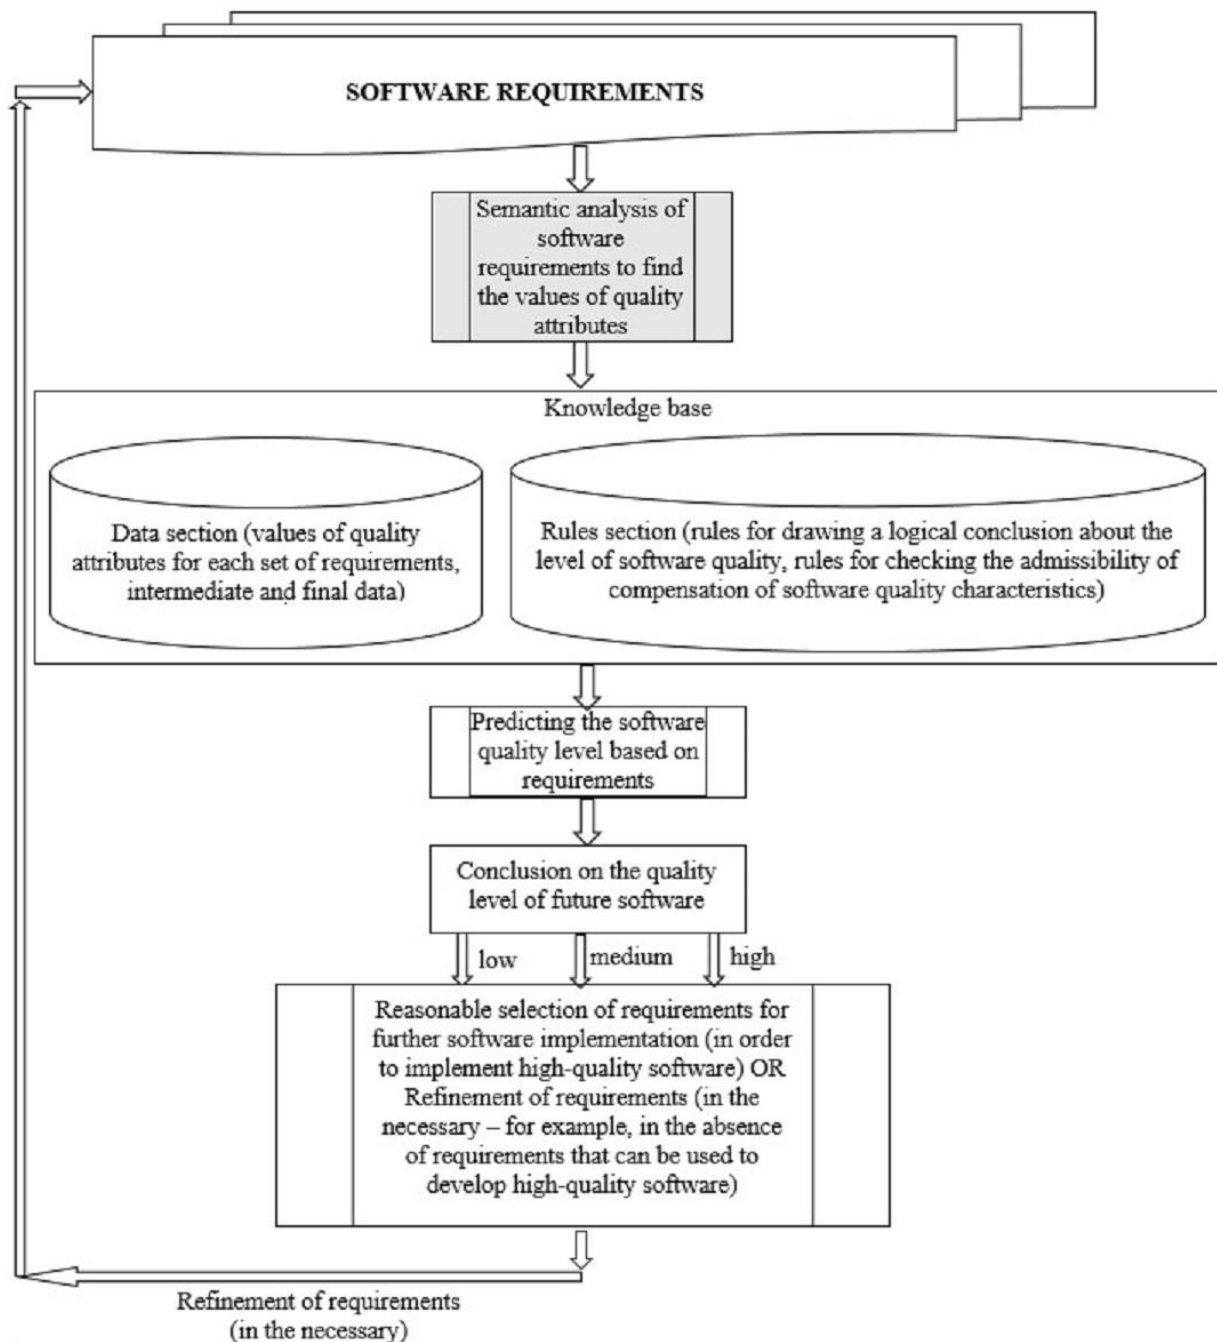 SOFTWARE REQUIREMENTS
Semantic analysis of
software
requirements to find
the values of quality
attributes
Knowledge base
Data section (values of quality
attributes for each set of requirements,
intermediate and final data)
Rules section (rules for drawing a logical conclusion about the
level of software quality, rules for checking the admissibility of
compensation of software quality characteristics)
Predicting the software
quality level based on
requirements
Conclusion on the quality
level of future software
low
medium
high
Reasonable selection of requirements for
further software implementation (in order
to implement high-quality software) OR
Refinement of requirements (in the
necessary – for example, in the absence
of requirements that can be used to
develop high-quality software)
Refinement of requirements
(in the necessary)